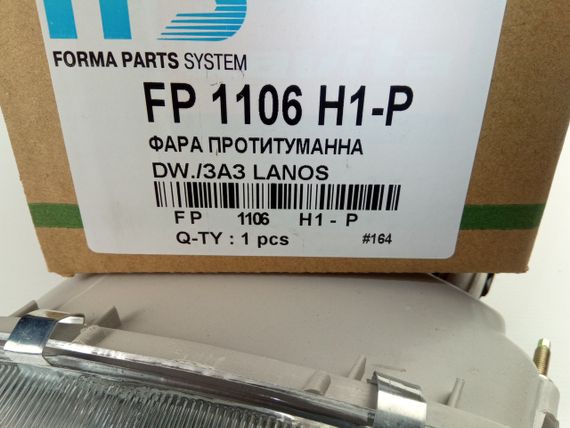 FORMA PARTS SYSTEM
FP 1106 H1-P
ФАРА ПРОТИТУМАННА
DW./ЗАЗ LANOS
FP 1106 H1-P
Q-TY : 1 pcs #164